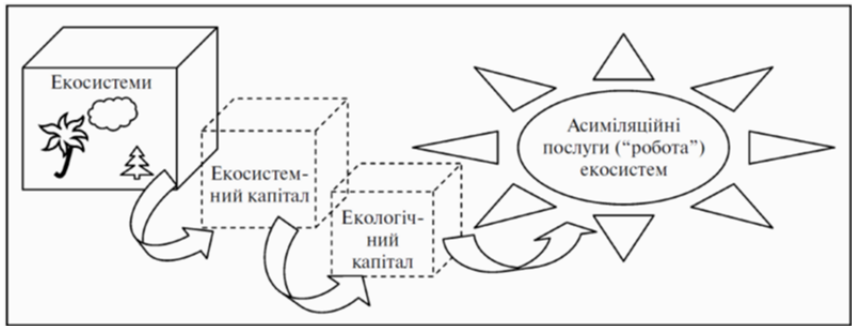 Екосистеми
Екосистем-
ний капітал
Екологіч-
ний
капітал
Асиміляційні
послуги (“робота”)
екосистем